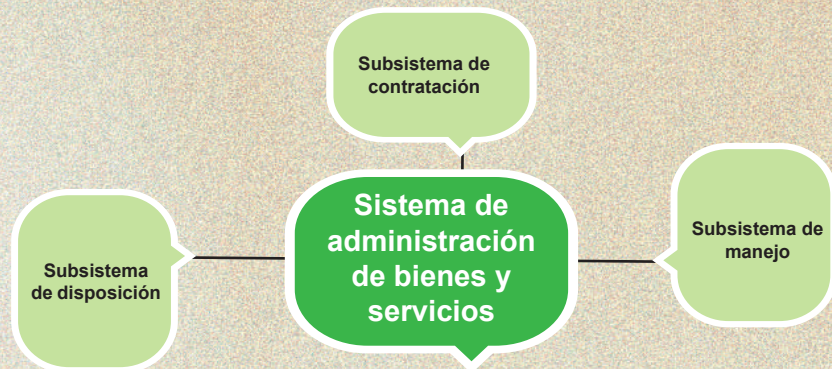 Subsistema de
contratación
Sistema de
administración
de bienes y
servicios
Subsistema de
manejo
Subsistema
de disposición